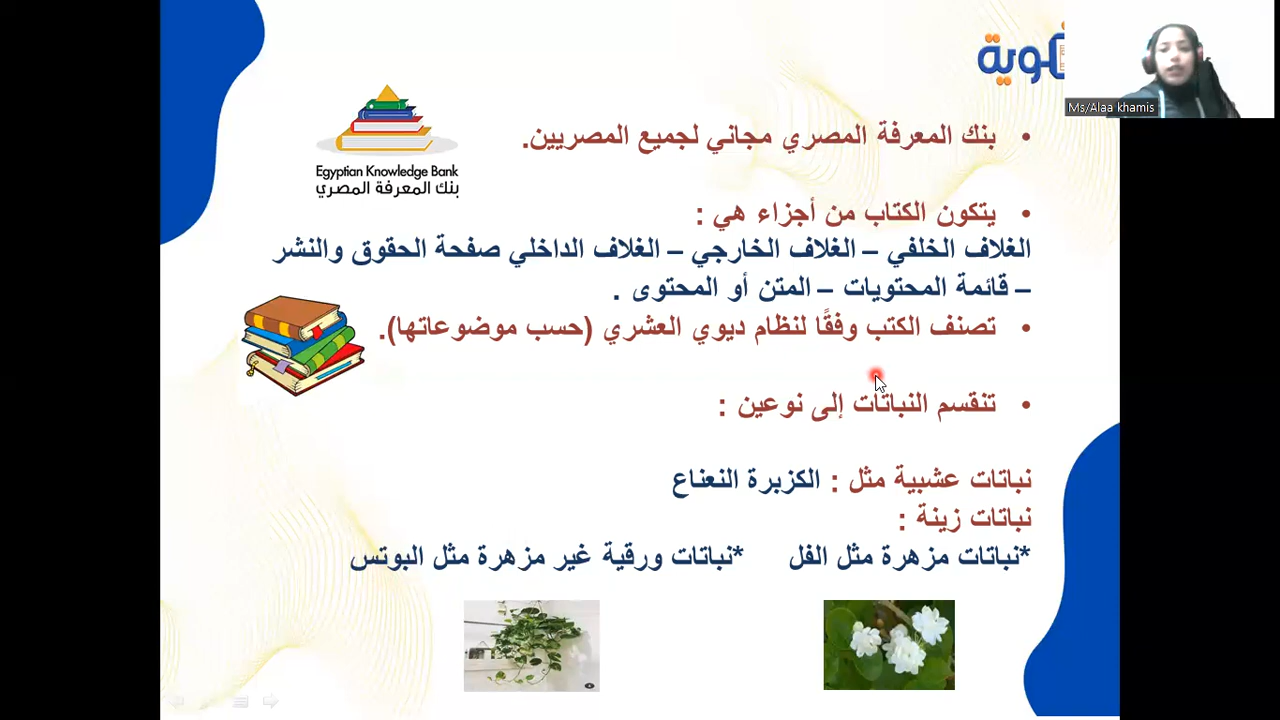 هوية
Ms/Alaa khamis
Egyptian Knowledge Bank
بنك المعرفة المصري
• بنك المعرفة المصري مجاني لجميع المصريين.
• يتكون الكتاب من أجزاء هي :
الغلاف الخلفي – الغلاف الخارجي – الغلاف الداخلي صفحة الحقوق والنشر
– قائمة المحتويات – المتن أو المحتوى .
• تصنف الكتب وفقًا لنظام ديوي العشري (حسب موضوعاتها).
• تنقسم النباتات إلى نوعين :
نباتات عشبية مثل : الكزبرة النعناع
نباتات زينة :
*نباتات مزهرة مثل الفل *نباتات ورقية غير مزهرة مثل البوتس